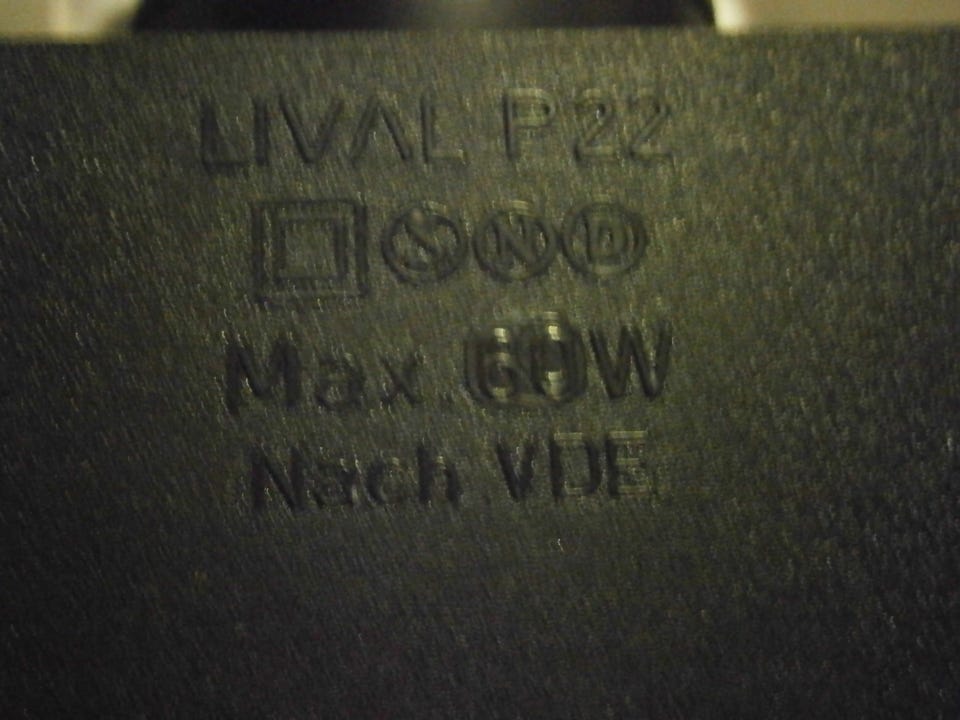 LIVAL P22
S N D
Max. 60W
Nach VDE